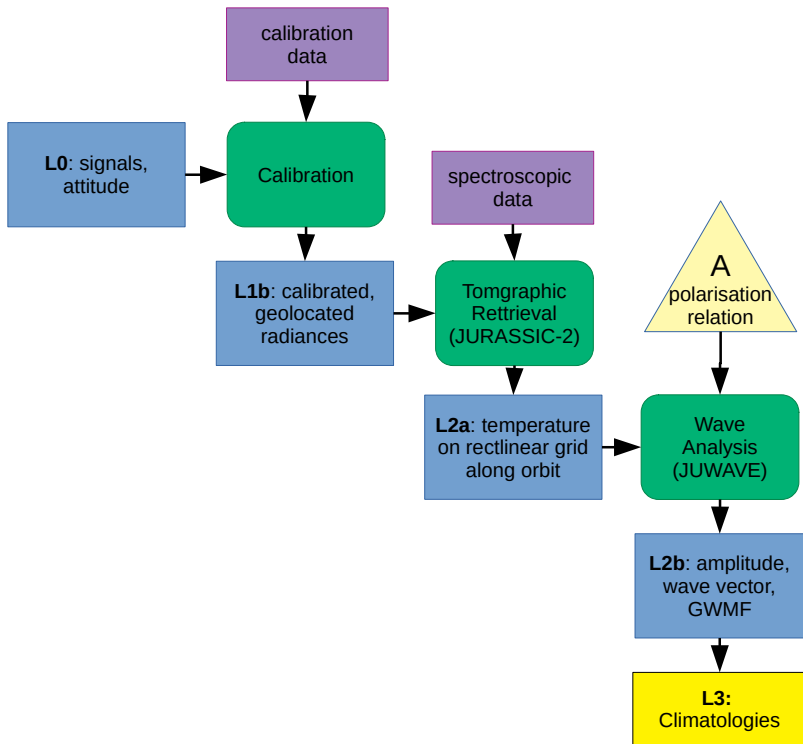 calibration
data
L0: signals,
attitude
Calibration
spectroscopic
data
L1b: calibrated,
geolocated
radiances
Tomgraphic
Rettrieval
(JURASSIC-2)
A
polarisation
relation
L2a: temperature
on rectlinear grid
along orbit
Wave
Analysis
(JUWAVE)
L2b: amplitude,
wave vector,
GWMF
L3:
Climatologies